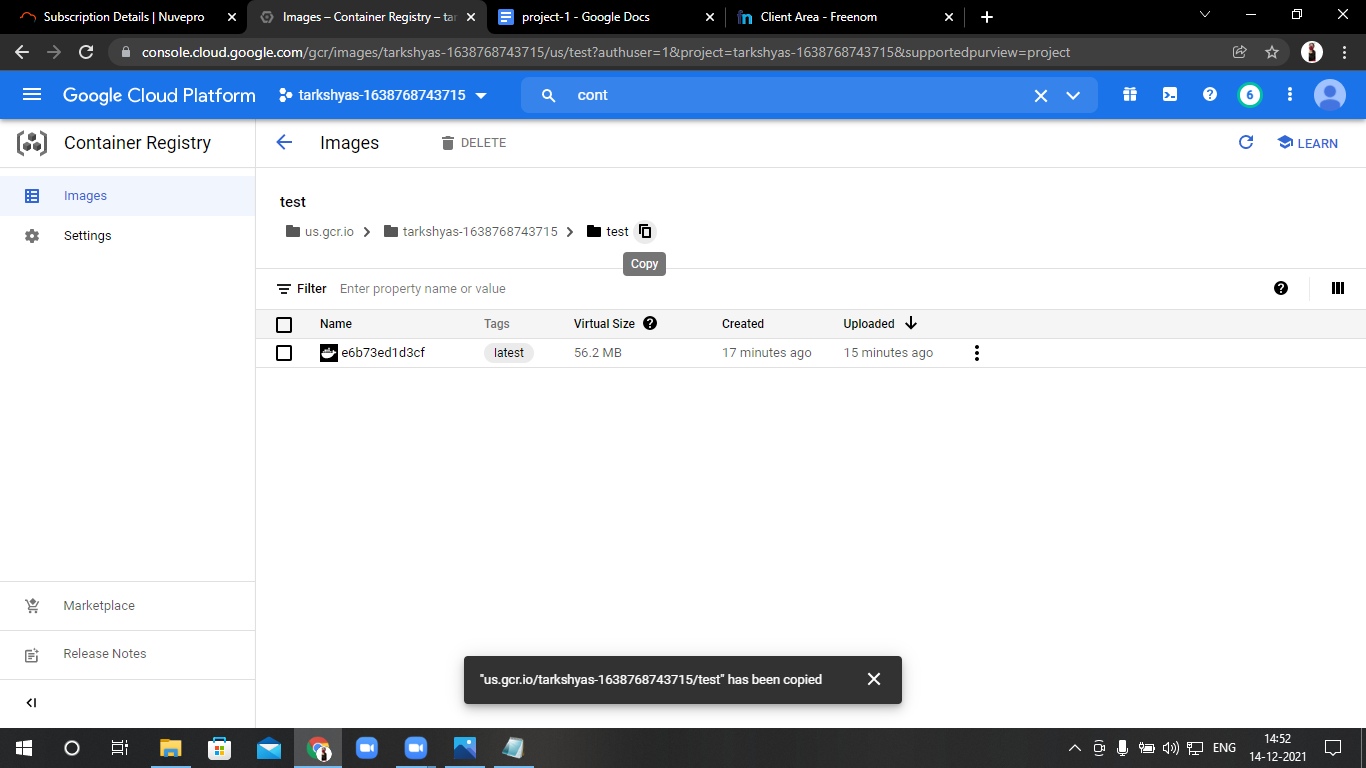 Subscription Details | Nuvepro
Images – Container Registry – tar
project-1 - Google Docs
Client Area - Freenom
console.cloud.google.com/gcr/images/tarkshyas-1638768743715/us/test?authuser=1&project=tarkshyas-1638768743715&supportedpurview=project
Google Cloud Platform
tarkshyas-1638768743715
cont
6
Container Registry
Images
DELETE
LEARN
Images
Settings
test
us.gcr.io
tarkshyas-1638768743715
test
Copy
Filter
Enter property name or value
Name Tags Virtual Size Created Uploaded
e6b73ed1d3cf latest 56.2 MB 17 minutes ago 15 minutes ago
Marketplace
Release Notes
"us.gcr.io/tarkshyas-1638768743715/test" has been copied
ENG
14:52
14-12-2021